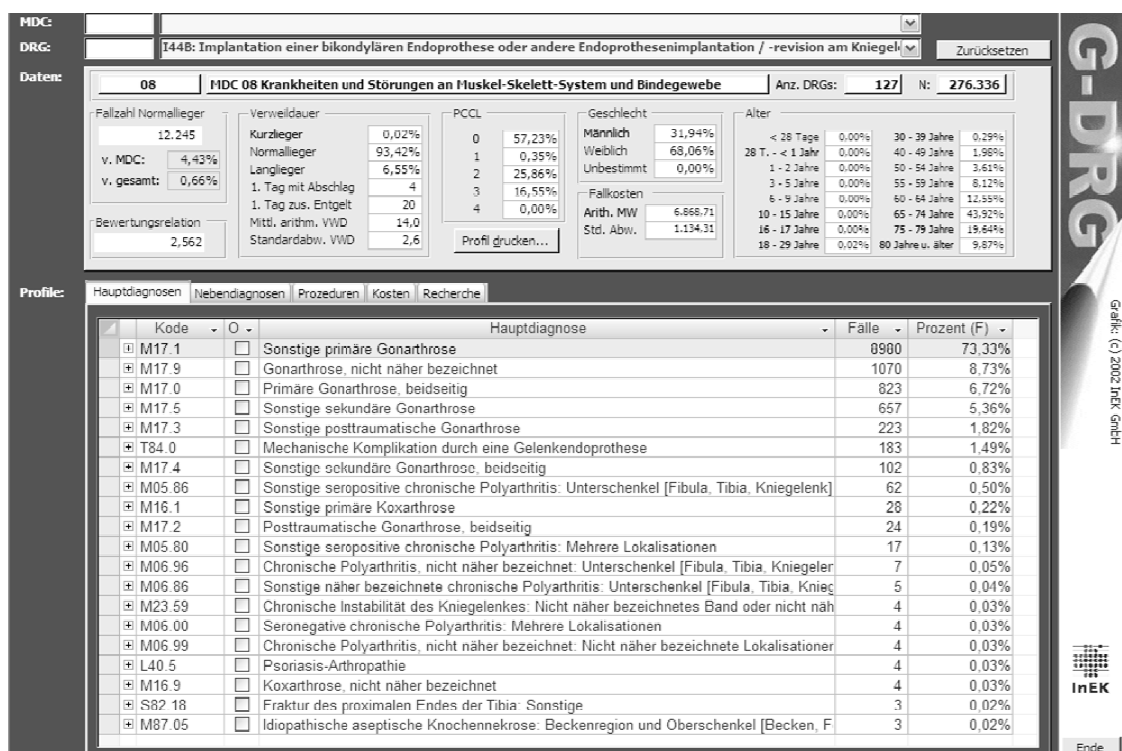 MDC:
DRG: I44B: Implantation einer bikondylären Endoprothese oder andere Endoprothesenimplantation / -revision am Kniegel Zurücksetzen
Daten: 08 MDC 08 Krankheiten und Störungen an Muskel-Skelett-System und Bindegewebe Anz. DRGs: 127 N: 276.336
Fallzahl Normallieger
12.245
v. MDC: 4,43%
v. gesamt: 0,66%
Bewertungsrelation
2,562
Verweildauer
Kurzlieger 0,02%
Normallieger 93,42%
Langlieger 6,55%
1. Tag mit Abschlag 4
1. Tag zus. Entgelt 20
Mittl. arithm. VWD 14,0
Standardabw. VWD 2,6
PCCL
0 57,23%
1 0,35%
2 25,86%
3 16,55%
4 0,00%
Profil drucken...
Geschlecht
Männlich 31,94%
Weiblich 68,06%
Unbestimmt 0,00%
Fallkosten
Arith. MW 6.868,71
Std. Abw. 1.134,31
Alter
< 28 Tage 0.00% 30 - 39 Jahre 0.29%
28 T. - < 1 Jahr 0.00% 40 - 49 Jahre 1.98%
1 - 2 Jahre 0.00% 50 - 54 Jahre 3.61%
3 - 5 Jahre 0.00% 55 - 59 Jahre 8.12%
6 - 9 Jahre 0.00% 60 - 64 Jahre 12.55%
10 - 15 Jahre 0.00% 65 - 74 Jahre 43,92%
16 - 17 Jahre 0.00% 75 - 79 Jahre 19.64%
18 - 29 Jahre 0.02% 80 Jahre u. älter 9,87%
Profile: Hauptdiagnosen Nebendiagnosen Prozeduren Kosten Recherche
Kode O Hauptdiagnose Fälle Prozent (F)
M17.1 Sonstige primäre Gonarthrose 8980 73,33%
M17.9 Gonarthrose, nicht näher bezeichnet 1070 8,73%
M17.0 Primäre Gonarthrose, beidseitig 823 6,72%
M17.5 Sonstige sekundäre Gonarthrose 657 5,36%
M17.3 Sonstige posttraumatische Gonarthrose 223 1,82%
T84.0 Mechanische Komplikation durch eine Gelenkendoprothese 183 1,49%
M17.4 Sonstige sekundäre Gonarthrose, beidseitig 102 0,83%
M05.86 Sonstige seropositive chronische Polyarthritis: Unterschenkel [Fibula, Tibia, Kniegelenk] 62 0,50%
M16.1 Sonstige primäre Koxarthrose 28 0,22%
M17.2 Posttraumatische Gonarthrose, beidseitig 24 0,19%
M05.80 Sonstige seropositive chronische Polyarthritis: Mehrere Lokalisationen 17 0,13%
M06.96 Chronische Polyarthritis, nicht näher bezeichnet: Unterschenkel [Fibula, Tibia, Kniegeler 7 0,05%
M06.86 Sonstige näher bezeichnete chronische Polyarthritis: Unterschenkel [Fibula, Tibia, Knieg 5 0,04%
M23.59 Chronische Instabilität des Kniegelenkes: Nicht näher bezeichnetes Band oder nicht näh 4 0,03%
M06.00 Seronegative chronische Polyarthritis: Mehrere Lokalisationen 4 0,03%
M06.99 Chronische Polyarthritis, nicht näher bezeichnet: Nicht näher bezeichnete Lokalisationer 4 0,03%
L40.5 Psoriasis-Arthropathie 4 0,03%
M16.9 Koxarthrose, nicht näher bezeichnet 4 0,03%
S82.18 Fraktur des proximalen Endes der Tibia: Sonstige 3 0,02%
M87.05 Idiopathische aseptische Knochennekrose: Beckenregion und Oberschenkel [Becken, F 3 0,02%
G-DRG
Grafik: (c) 2002 InEK GmbH
InEK
Ende